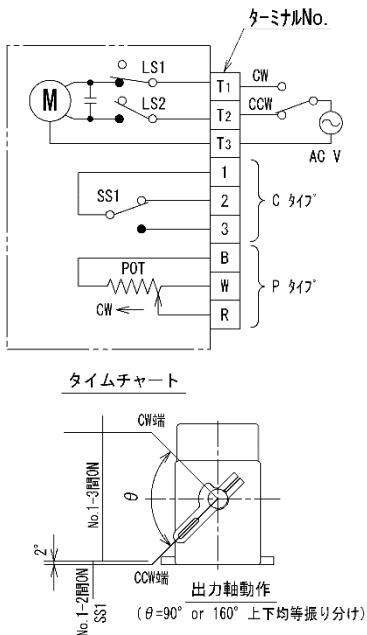 ターミナルNo.
LS1
T1
CW
M
LS2
T2
CCW
T3
AC V
1
SS1
2
C ﾀｲﾌﾟ
3
B
POT
W
P ﾀｲﾌﾟ
CW
R
タイムチャート
CW端
No.1-3間ON
θ
2°
CCW端
No.1-2間ON
SS1
出力軸動作
(θ=90° or 160° 上下均等振り分け)